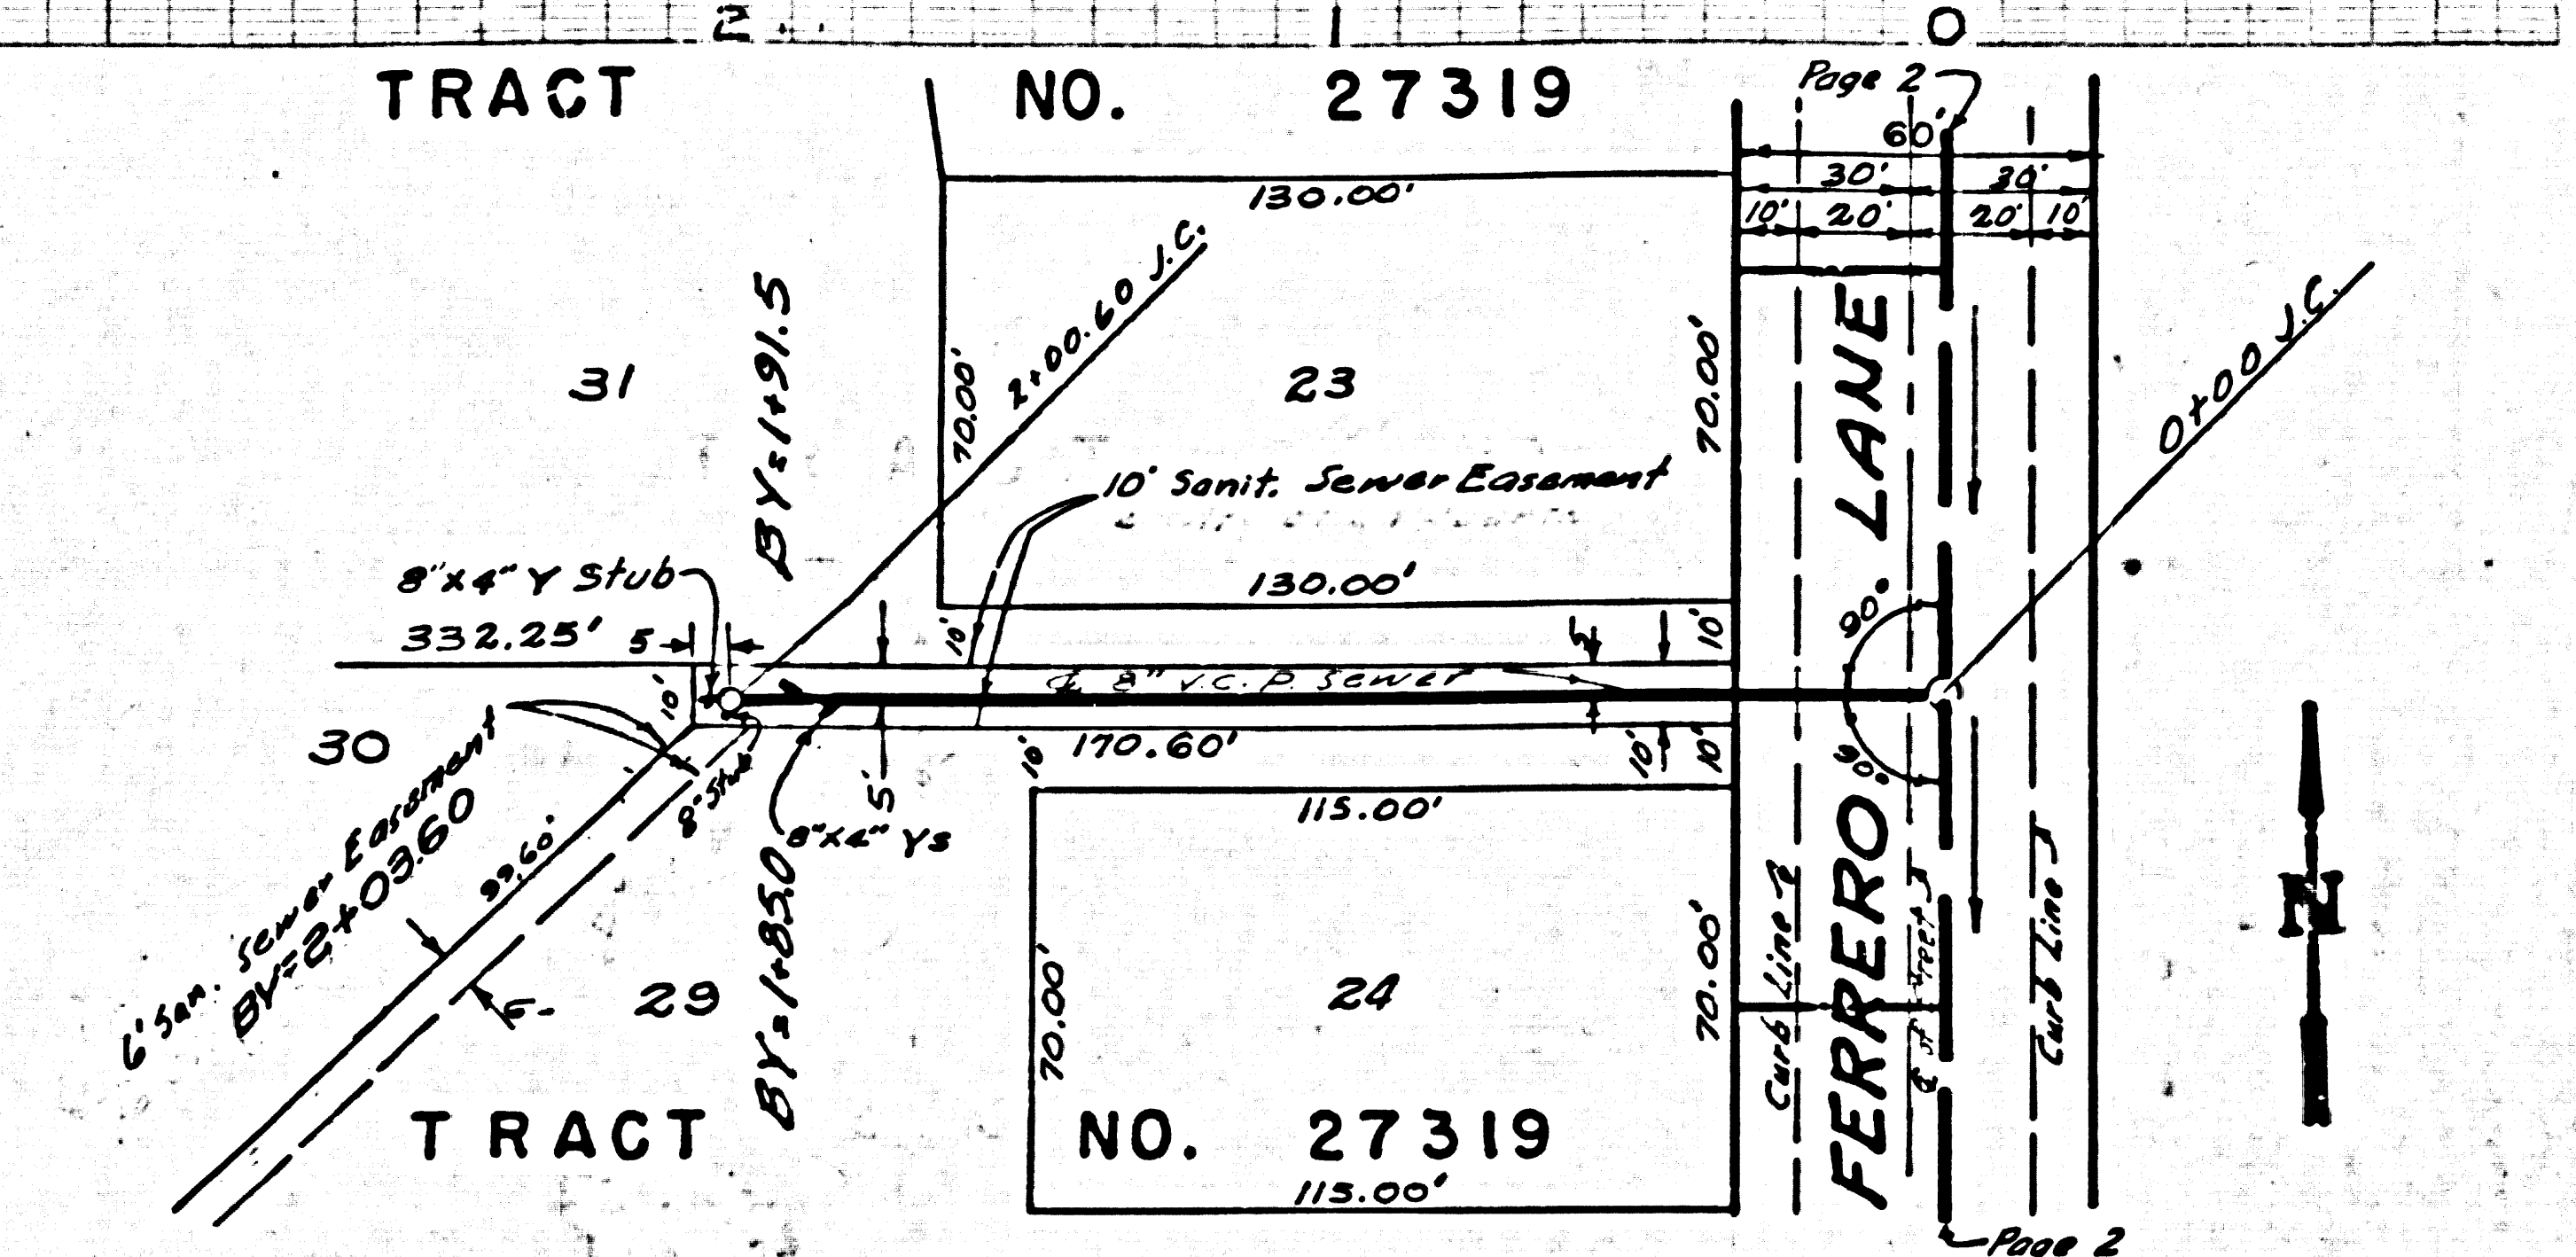 2 1 0
TRACT NO. 27319
Page 2
60'
130.00'
30' 30'
10' 20' 20' 10'
2+00.60 J.C.
0+00 J.C.
BY=1+91.5
31
70.00'
23
70.00'
LANE
10' Sanit. Sewer Easement
8"x4" Y Stub
130.00'
90°
332.25' 5
10'
5
10'
℄ 8" V.C.P. Sewer
10'
30
170.60'
10'
10'
10'
90°
8" Stub
5'
8"x4" Ys
115.00'
6' San. Sewer Easement
BY=2+03.60
99.60'
BY=1+85.0
29
6'
70.00'
24
70.00'
Curb Line
FERRERO
℄ of Street
Curb Line
N
TRACT NO. 27319
115.00'
Page 2